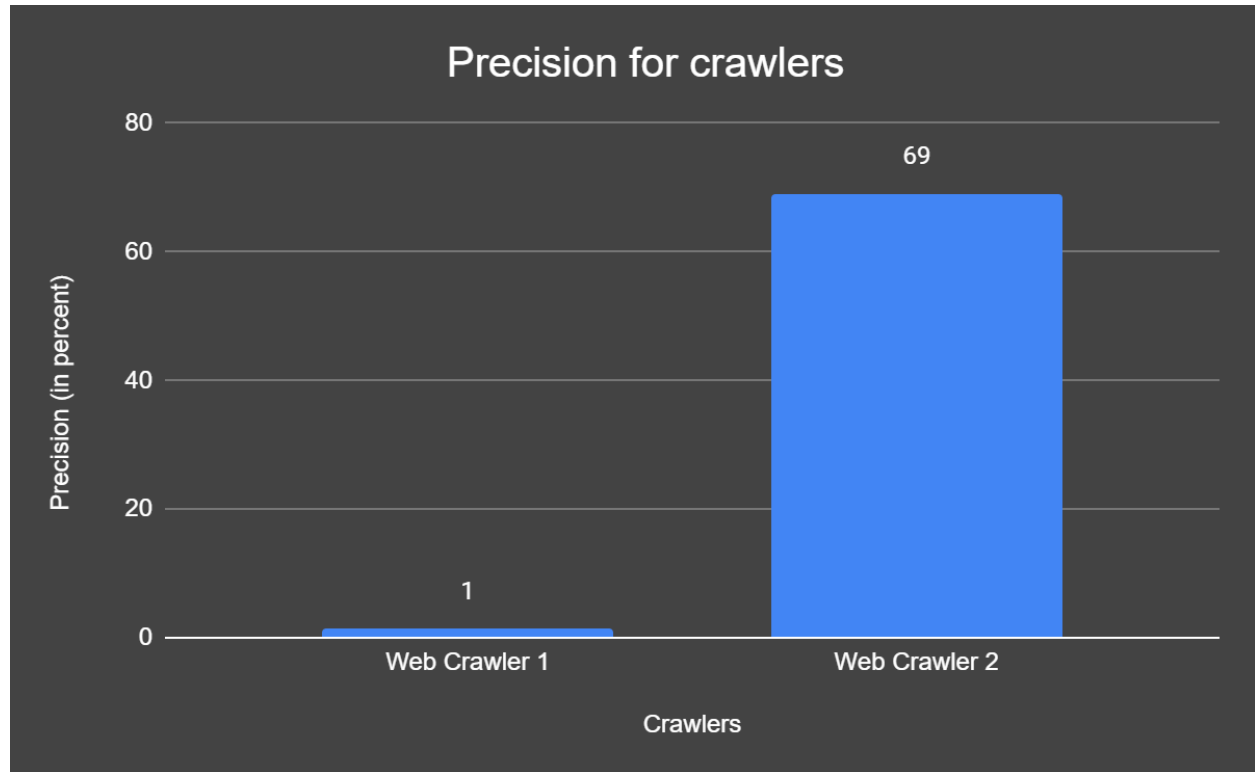 Precision for crawlers
Precision (in percent)
80
60
40
20
0
1
69
Web Crawler 1
Web Crawler 2
Crawlers